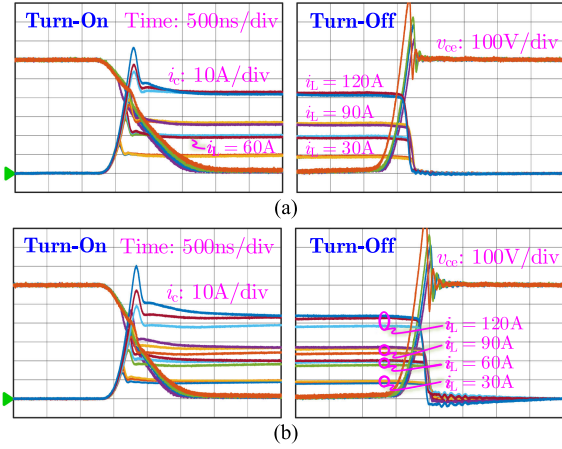 Turn-On Time: 500ns/div
i_c: 10A/div
i_L = 60A
Turn-Off
v_ce: 100V/div
i_L = 120A
i_L = 90A
i_L = 30A
(a)
Turn-On Time: 500ns/div
i_c: 10A/div
Turn-Off
v_ce: 100V/div
i_L = 120A
i_L = 90A
i_L = 60A
i_L = 30A
(b)